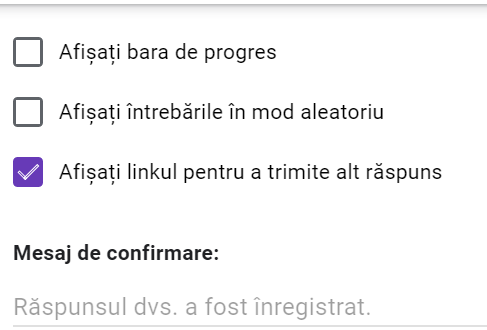 Afișați bara de progres
Afișați întrebările în mod aleatoriu
Afișați linkul pentru a trimite alt răspuns
Mesaj de confirmare:
Răspunsul dvs. a fost înregistrat.